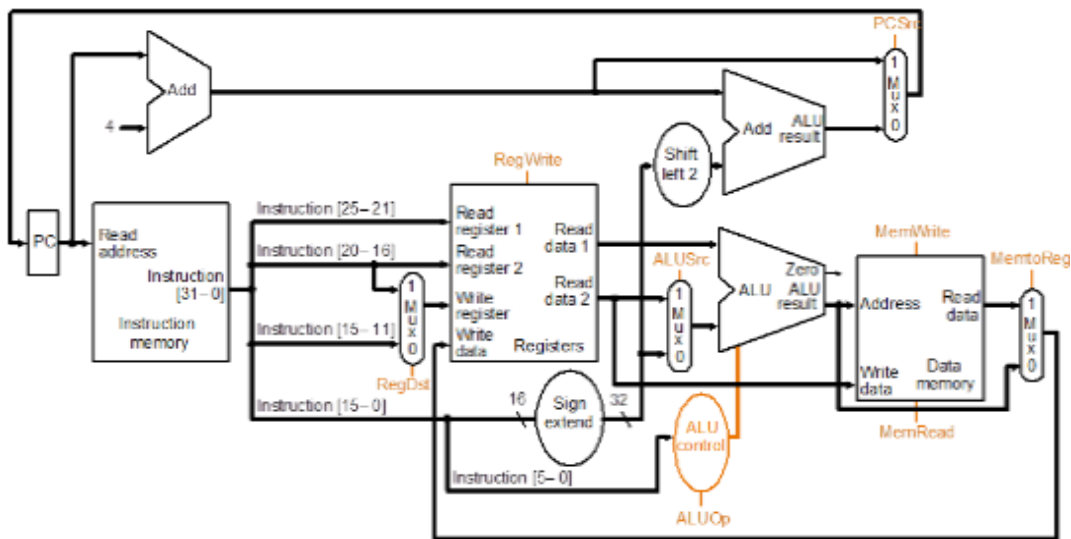 PCSrc
1
M
u
x
0
Add
4
Add
ALU
result
Shift
left 2
RegWrite
Instruction [25–21]
Read
register 1
Read
data 1
PC
Read
address
Instruction
[31–0]
Instruction
memory
Instruction [20–16]
Read
register 2
Read
data 2
1
M
u
x
0
Write
register
Write
data
Registers
Instruction [15–11]
RegDst
ALUSrc
1
M
u
x
0
Zero
ALU
ALU
result
MemWrite
Address
Read
data
Write
data
Data
memory
MemRead
MemtoReg
1
M
u
x
0
Instruction [15–0]
16
Sign
extend
32
ALU
control
Instruction [5–0]
ALUOp